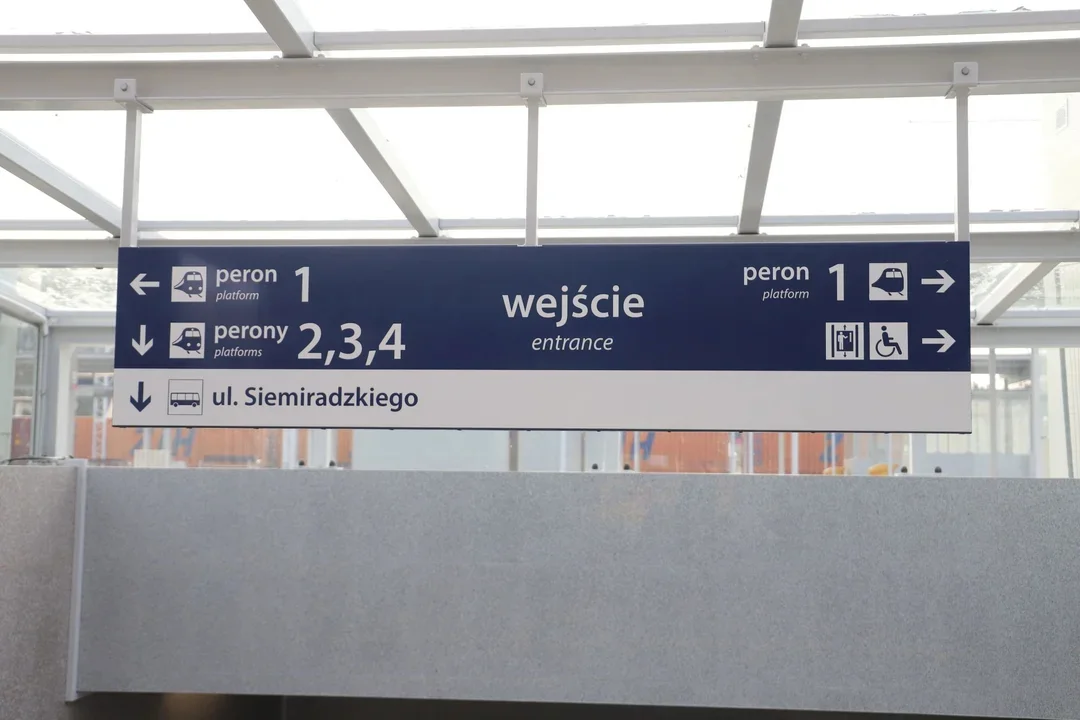 peron 1
platform
perony 2,3,4
platforms
ul. Siemiradzkiego
wejście
entrance
peron 1
platform